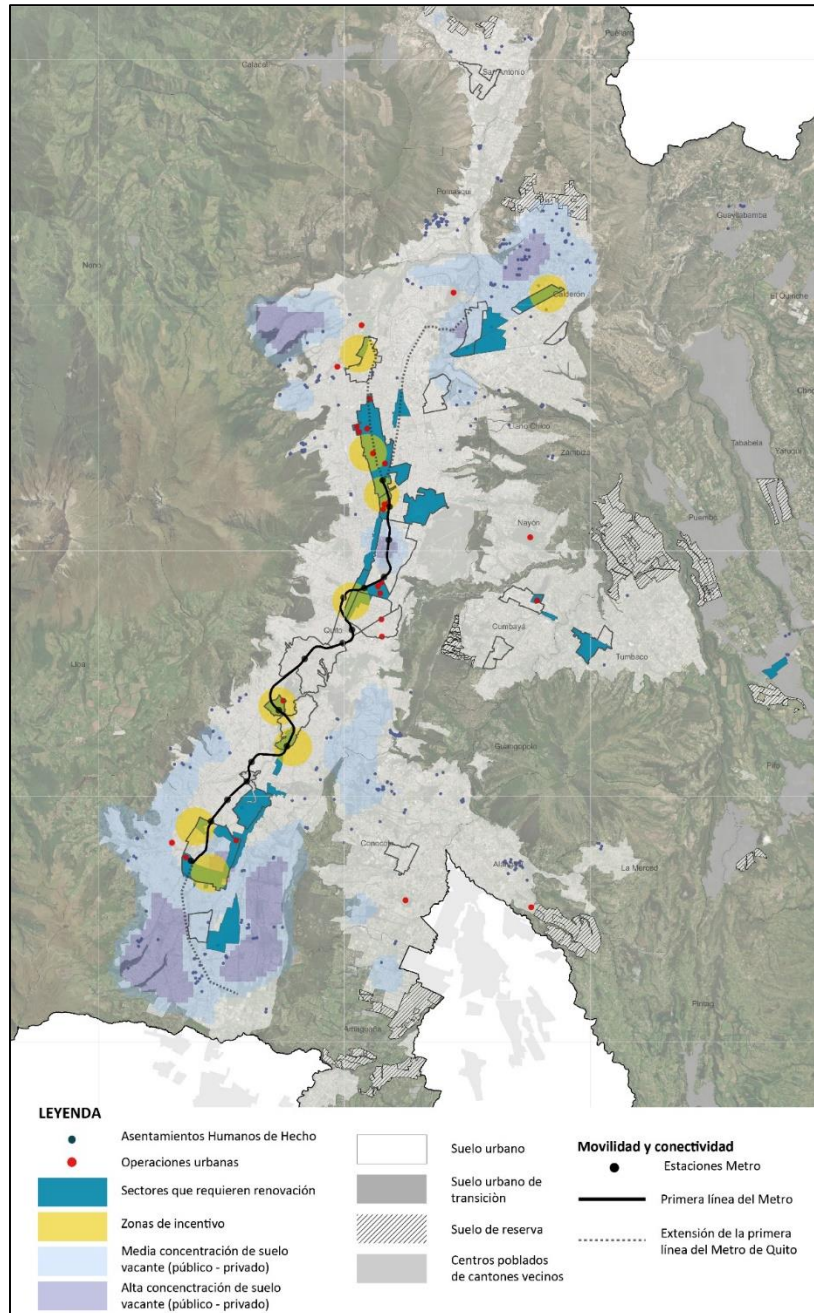 Puéllaro
Calacalí
San Antonio
Pomasqui
Guayllabamba
Nono
El Quinche
Calderón
Llano Chico
Zámbiza
Tababela
Yaruquí
Puembo
Nayón
Quito
Cumbayá
Tumbaco
Lloa
Guangopolo
Pifo
Conocoto
Alangasí
La Merced
Pintag
Amaguaña
LEYENDA
Asentamientos Humanos de Hecho
Operaciones urbanas
Sectores que requieren renovación
Zonas de incentivo
Media concentración de suelo
vacante (público - privado)
Alta concenctración de suelo
vacante (público - privado)
Suelo urbano
Suelo urbano de
transiciòn
Suelo de reserva
Centros poblados
de cantones vecinos
Movilidad y conectividad
Estaciones Metro
Primera línea del Metro
Extensión de la primera
línea del Metro de Quito